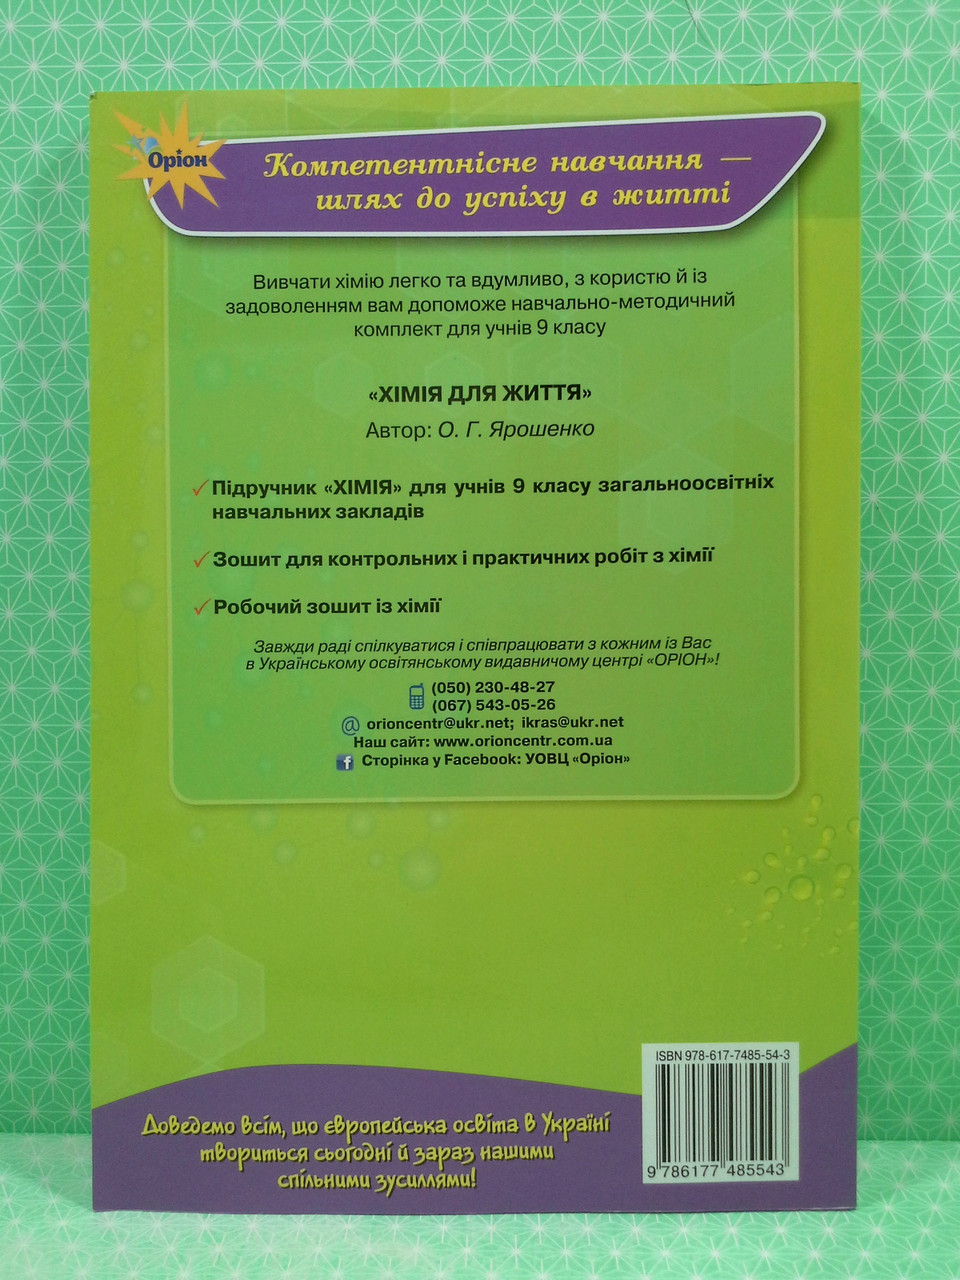 Оріон
Компетентнісне навчання —
шлях до успіху в житті
Вивчати хімію легко та вдумливо, з користю й із
задоволенням вам допоможе навчально-методичний
комплект для учнів 9 класу
«ХІМІЯ ДЛЯ ЖИТТЯ»
Автор: О. Г. Ярошенко
Підручник «ХІМІЯ» для учнів 9 класу загальноосвітніх
навчальних закладів
Зошит для контрольних і практичних робіт з хімії
Робочий зошит із хімії
Завжди раді спілкуватися і співпрацювати з кожним із Вас
в Українському освітянському видавничому центрі «ОРІОН»!
(050) 230-48-27
(067) 543-05-26
@ orioncentr@ukr.net; ikras@ukr.net
Наш сайт: www.orioncentr.com.ua
f Сторінка у Facebook: УОВЦ «Оріон»
ISBN 978-617-7485-54-3
9 786177 485543
Доведемо всім, що європейська освіта в Україні
твориться сьогодні й зараз нашими
спільними зусиллями!